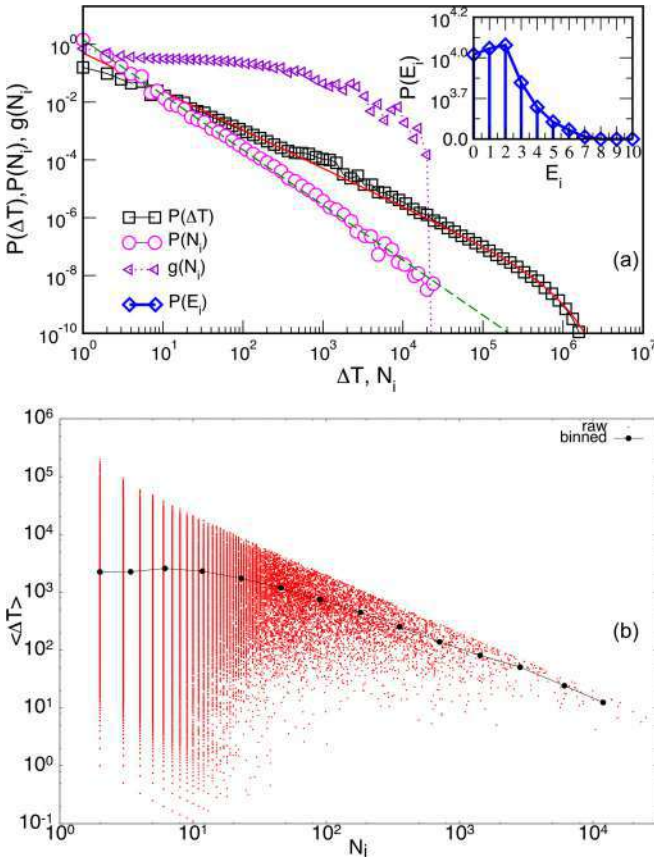 P(ΔT),P(N_i), g(N_i)
10^0
10^-2
10^-4
10^-6
10^-8
10^-10
10^0 10^1 10^2 10^3 10^4 10^5 10^6 10^7
ΔT, N_i
P(ΔT)
P(N_i)
g(N_i)
P(E_i)
(a)
P(E_i)
10^4.2
10^4.0
10^3.7
0.0
0 1 2 3 4 5 6 7 8 9 10
E_i
<ΔT>
10^6
10^5
10^4
10^3
10^2
10^1
10^0
10^-1
10^0 10^1 10^2 10^3 10^4
N_i
raw
binned
(b)